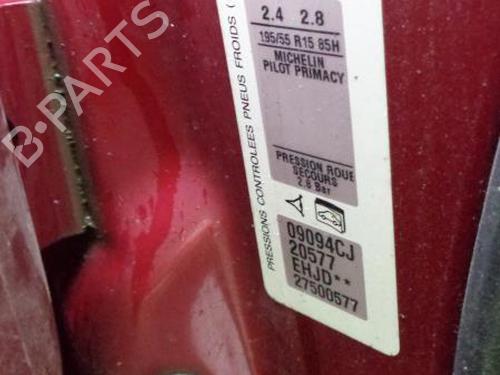 2.4 2.8
195/55 R15 85H
MICHELIN
PILOT PRIMACY
PRESSION ROUE
SECOURS
2.8 Bar
09094CJ
20577
EHJD**
27500577
PRESSIONS CONTROLEES PNEUS FROIDS (
B-PARTS